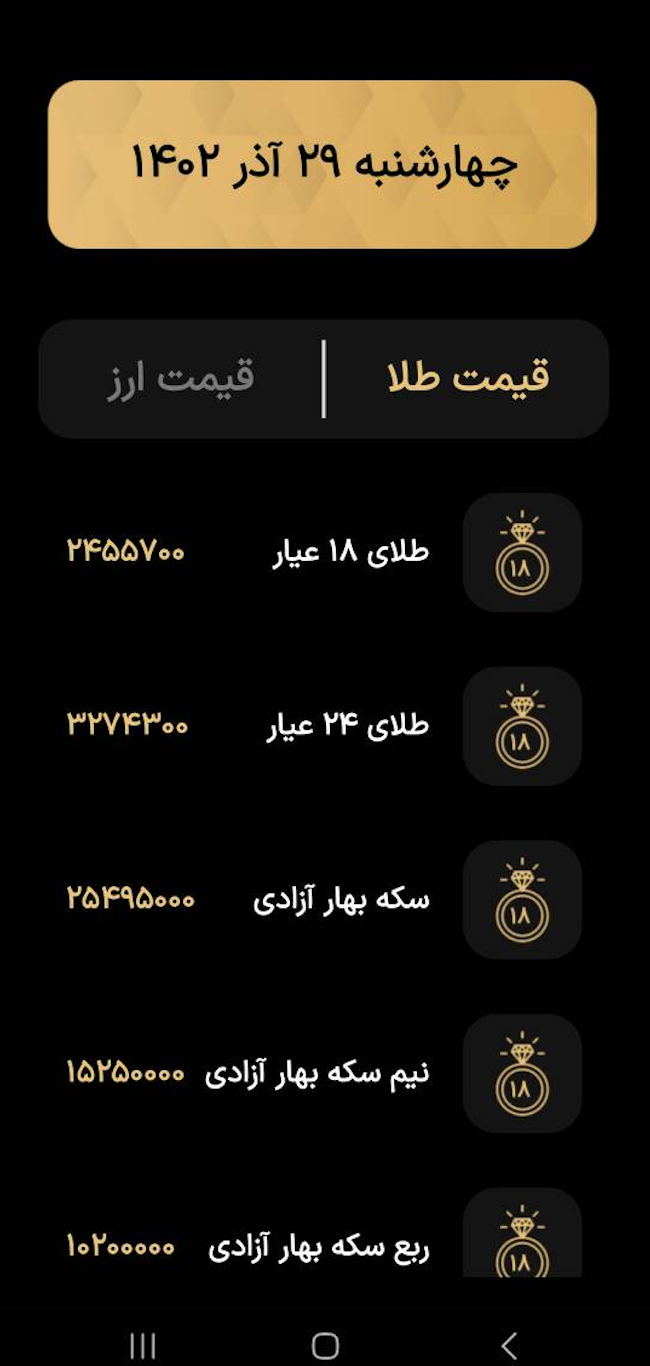 چهارشنبه ۲۹ آذر ۱۴۰۲
قیمت طلا | قیمت ارز
۱۸
طلای ۱۸ عیار ۲۴۵۵۷۰۰
۱۸
طلای ۲۴ عیار ۳۲۷۴۳۰۰
۱۸
سکه بهار آزادی ۲۵۴۹۵۰۰۰
۱۸
نیم سکه بهار آزادی ۱۵۲۵۰۰۰۰
۱۸
ربع سکه بهار آزادی ۱۰۲۰۰۰۰۰